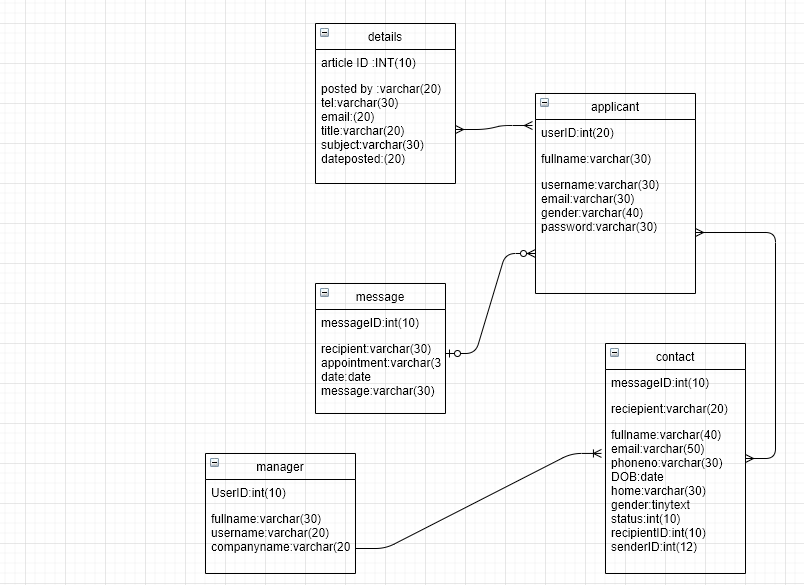 details
article ID :INT(10)
posted by :varchar(20)
tel:varchar(30)
email:(20)
title:varchar(20)
subject:varchar(30)
dateposted:(20)
applicant
userID:int(20)
fullname:varchar(30)
username:varchar(30)
email:varchar(30)
gender:varchar(40)
password:varchar(30)
message
messageID:int(10)
recipient:varchar(30)
appointment:varchar(3
date:date
message:varchar(30)
contact
messageID:int(10)
reciepient:varchar(20)
fullname:varchar(40)
email:varchar(50)
phoneno:varchar(30)
DOB:date
home:varchar(30)
gender:tinytext
status:int(10)
recipientID:int(10)
senderID:int(12)
manager
UserID:int(10)
fullname:varchar(30)
username:varchar(20)
companyname:varchar(20